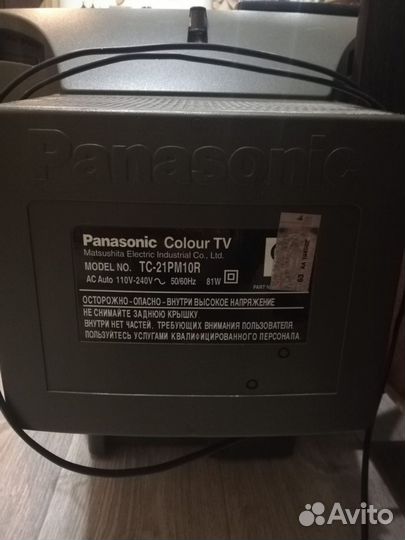 Panasonic
Panasonic Colour TV
Matsushita Electric Industrial Co., Ltd.
MODEL NO. TC-21PM10R
AC Auto 110V-240V ~ 50/60Hz 81W
PART N
ОСТОРОЖНО - ОПАСНО - ВНУТРИ ВЫСОКОЕ НАПРЯЖЕНИЕ
НЕ СНИМАЙТЕ ЗАДНЮЮ КРЫШКУ
ВНУТРИ НЕТ ЧАСТЕЙ, ТРЕБУЮЩИХ ВНИМАНИЯ ПОЛЬЗОВАТЕЛЯ.
ПОЛЬЗУЙТЕСЬ УСЛУГАМИ КВАЛИФИЦИРОВАННОГО ПЕРСОНАЛА.
Avito